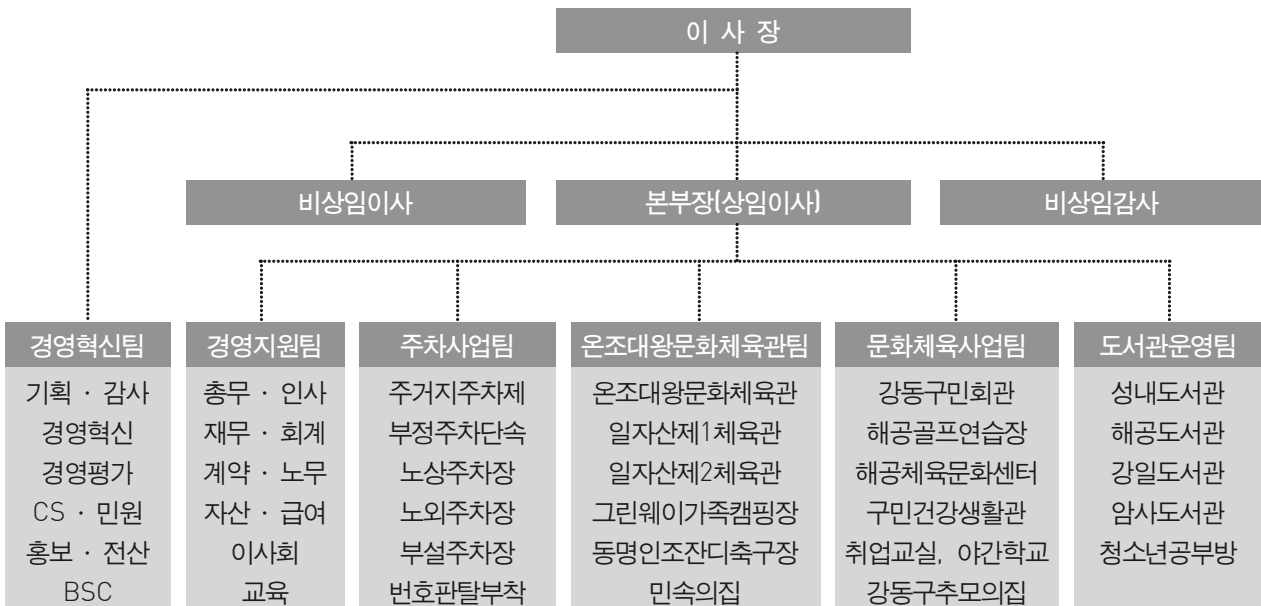 이 사 장
비상임이사
본부장(상임이사)
비상임감사
경영혁신팀
기획 · 감사
경영혁신
경영평가
CS · 민원
홍보 · 전산
BSC
경영지원팀
총무 · 인사
재무 · 회계
계약 · 노무
자산 · 급여
이사회
교육
주차사업팀
주거지주차제
부정주차단속
노상주차장
노외주차장
부설주차장
번호판탈부착
온조대왕문화체육관팀
온조대왕문화체육관
일자산제1체육관
일자산제2체육관
그린웨이가족캠핑장
동명인조잔디축구장
민속의집
문화체육사업팀
강동구민회관
해공골프연습장
해공체육문화센터
구민건강생활관
취업교실, 야간학교
강동구추모의집
도서관운영팀
성내도서관
해공도서관
강일도서관
암사도서관
청소년공부방